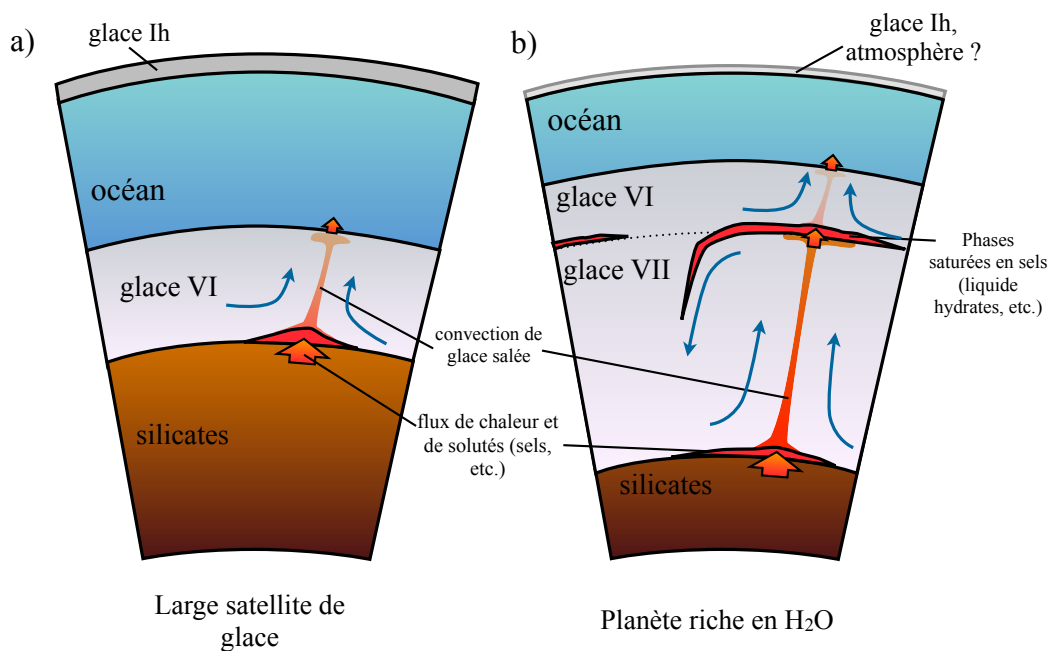 a)
glace Ih
océan
glace VI
silicates
Large satellite de
glace
convection de
glace salée
flux de chaleur et
de solutés (sels,
etc.)
b)
glace Ih,
atmosphère ?
océan
glace VI
glace VII
Phases
saturées en sels
(liquide
hydrates, etc.)
silicates
Planète riche en H₂O